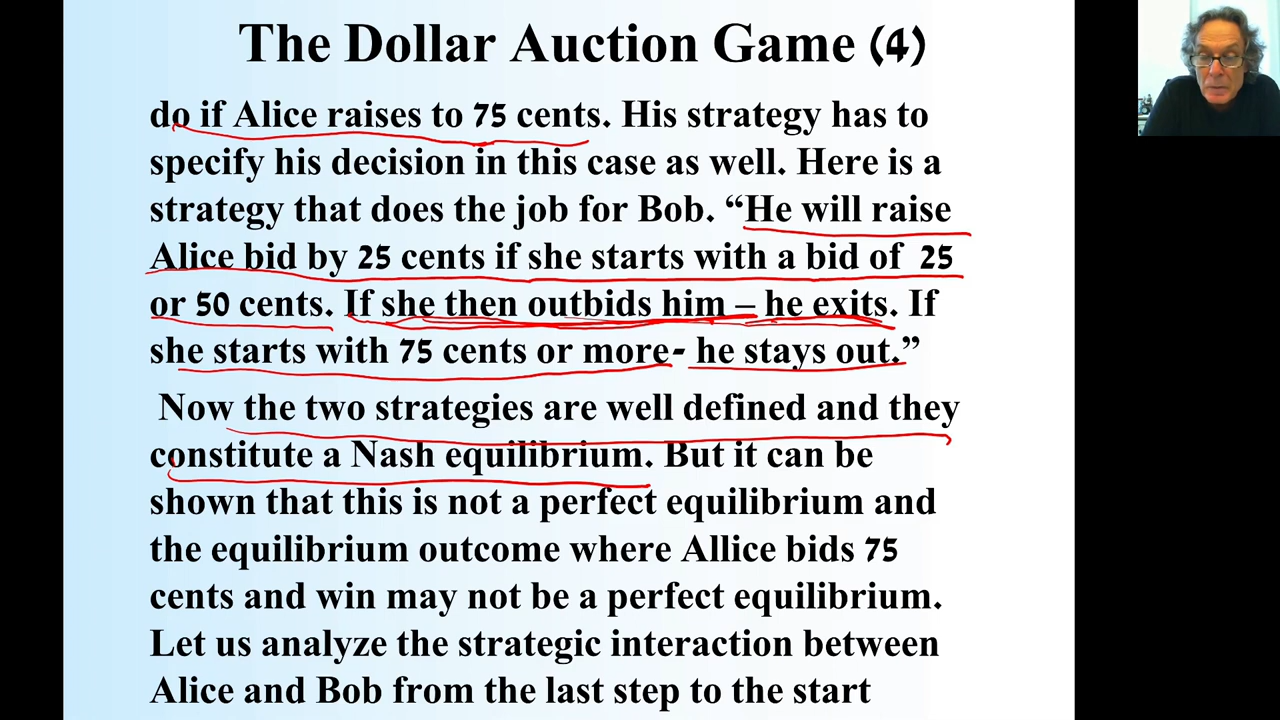 The Dollar Auction Game (4)
do if Alice raises to 75 cents. His strategy has to
specify his decision in this case as well. Here is a
strategy that does the job for Bob. “He will raise
Alice bid by 25 cents if she starts with a bid of 25
or 50 cents. If she then outbids him – he exits. If
she starts with 75 cents or more- he stays out.”
Now the two strategies are well defined and they
constitute a Nash equilibrium. But it can be
shown that this is not a perfect equilibrium and
the equilibrium outcome where Allice bids 75
cents and win may not be a perfect equilibrium.
Let us analyze the strategic interaction between
Alice and Bob from the last step to the start